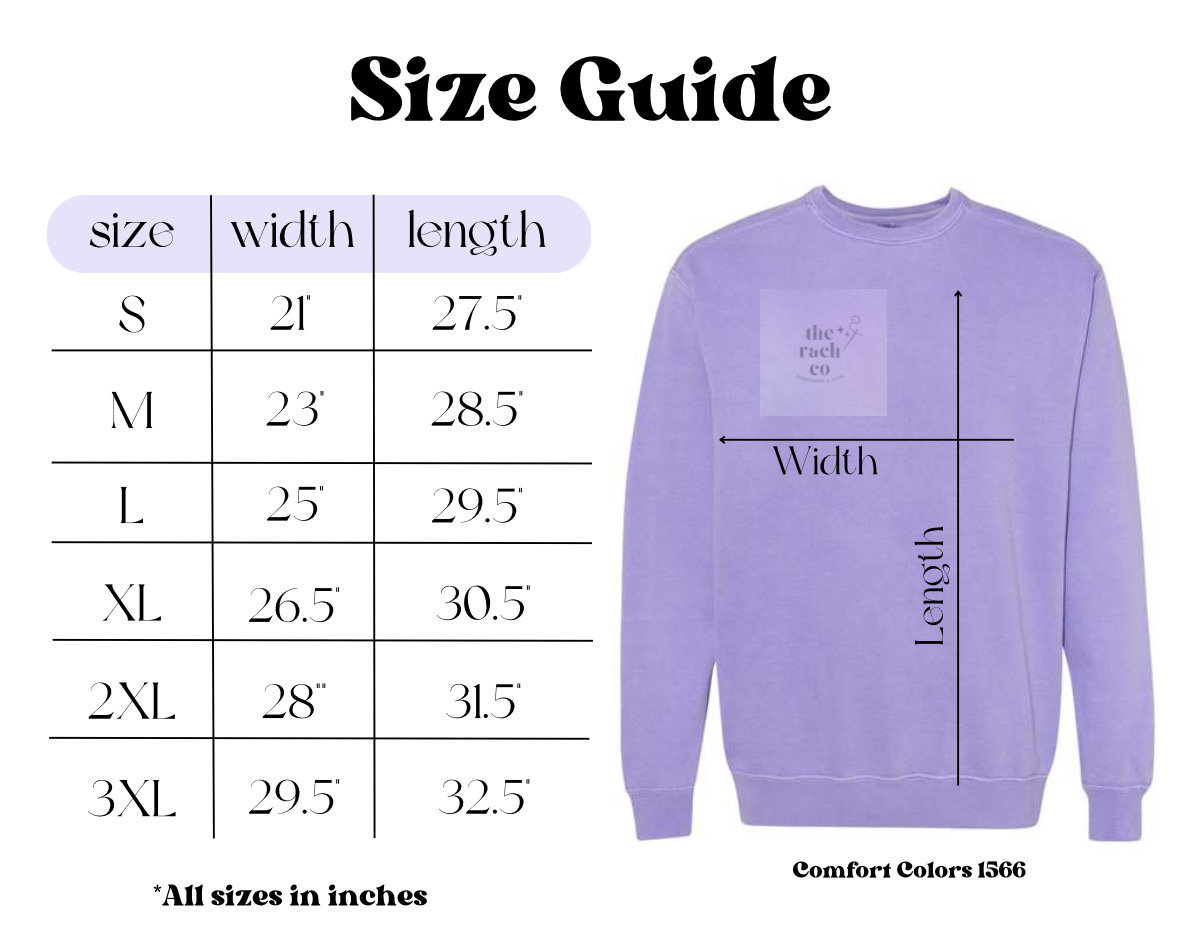 Size Guide
size width length
S 21" 27.5"
M 23" 28.5"
L 25" 29.5"
XL 26.5" 30.5"
2XL 28"" 31.5"
3XL 29.5" 32.5"
*All sizes in inches
the
rach
co
Width
Length
Comfort Colors 1566